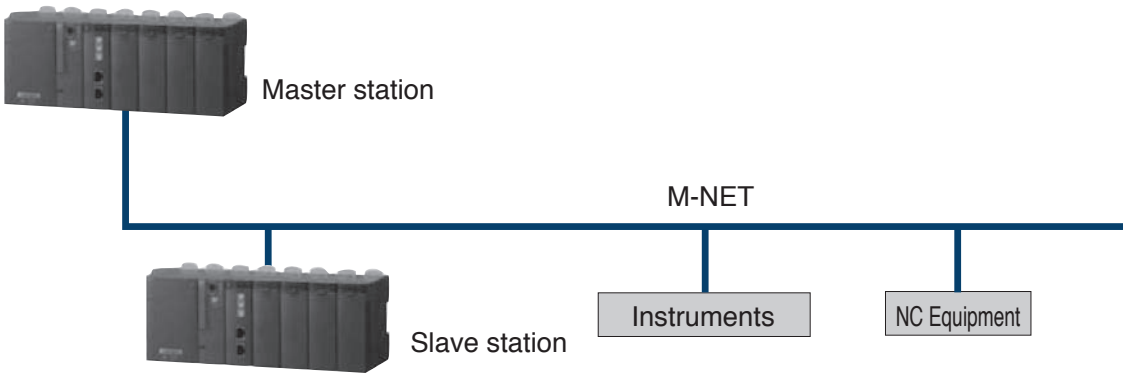 Master station
M-NET
Instruments
NC Equipment
Slave station